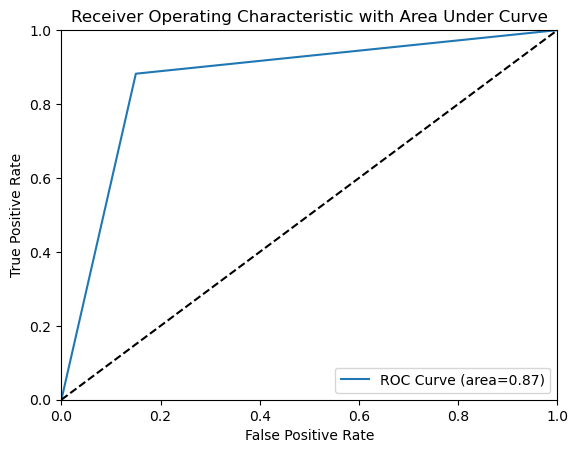 Receiver Operating Characteristic with Area Under Curve
1.0
0.8
0.6
0.4
0.2
0.0
True Positive Rate
ROC Curve (area=0.87)
0.0 0.2 0.4 0.6 0.8 1.0
False Positive Rate